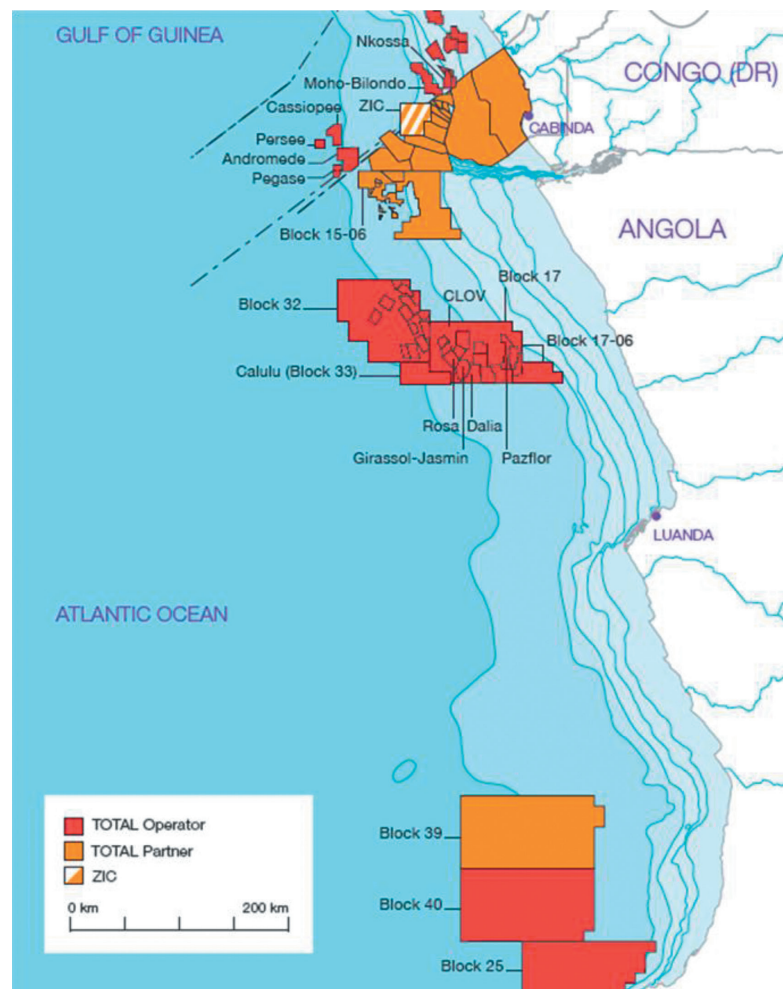 GULF OF GUINEA
Nkossa
CONGO (DR)
Moho-Bilondo
Cassiopee
ZIC
CABINDA
Persee
Andromede
Pegase
ANGOLA
Block 15-06
Block 17
CLOV
Block 32
Block 17-06
Calulu (Block 33)
Rosa
Dalia
Girassol-Jasmin
Pazflor
LUANDA
ATLANTIC OCEAN
TOTAL Operator
TOTAL Partner
ZIC
0 km
200 km
Block 39
Block 40
Block 25